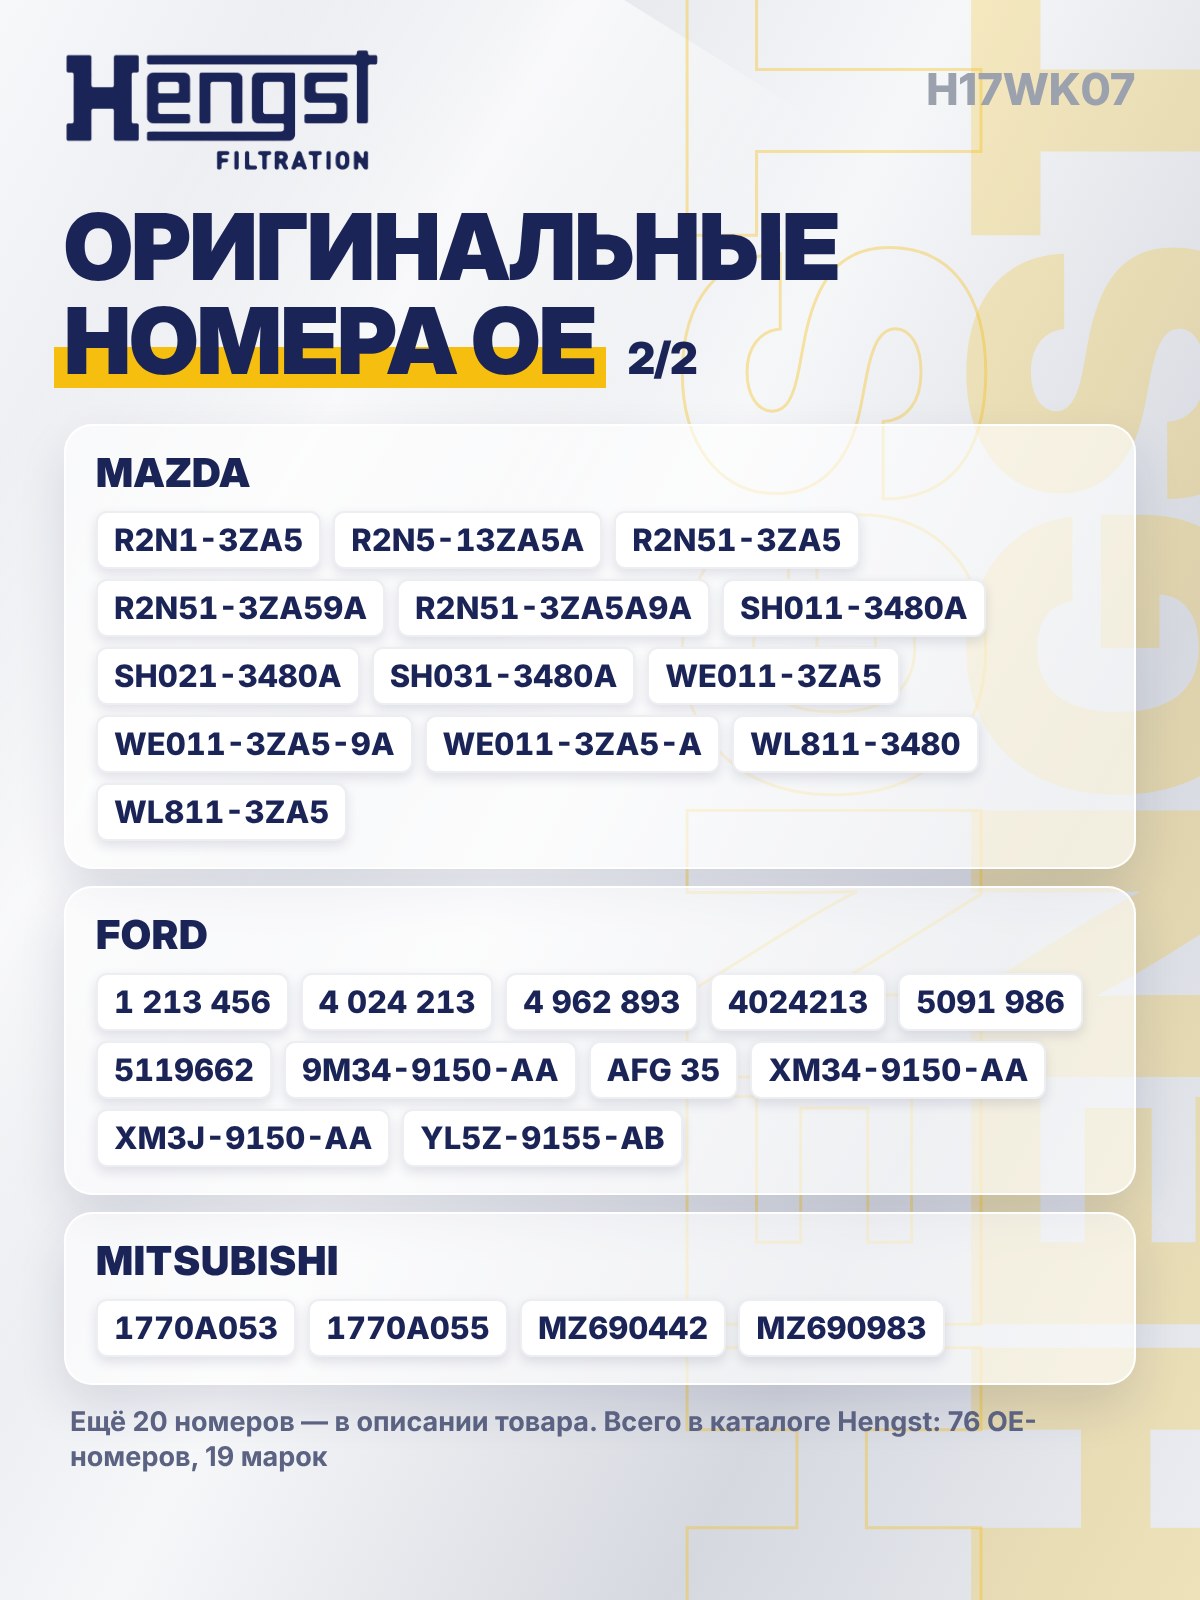 Hengst
FILTRATION
H17WK07
ОРИГИНАЛЬНЫЕ
НОМЕРА OE 2/2
MAZDA
R2N1-3ZA5 R2N5-13ZA5A R2N51-3ZA5
R2N51-3ZA59A R2N51-3ZA5A9A SH011-3480A
SH021-3480A SH031-3480A WE011-3ZA5
WE011-3ZA5-9A WE011-3ZA5-A WL811-3480
WL811-3ZA5
FORD
1 213 456 4 024 213 4 962 893 4024213 5091 986
5119662 9M34-9150-AA AFG 35 XM34-9150-AA
XM3J-9150-AA YL5Z-9155-AB
MITSUBISHI
1770A053 1770A055 MZ690442 MZ690983
Ещё 20 номеров — в описании товара. Всего в каталоге Hengst: 76 OE-
номеров, 19 марок
HENGST
HENGST